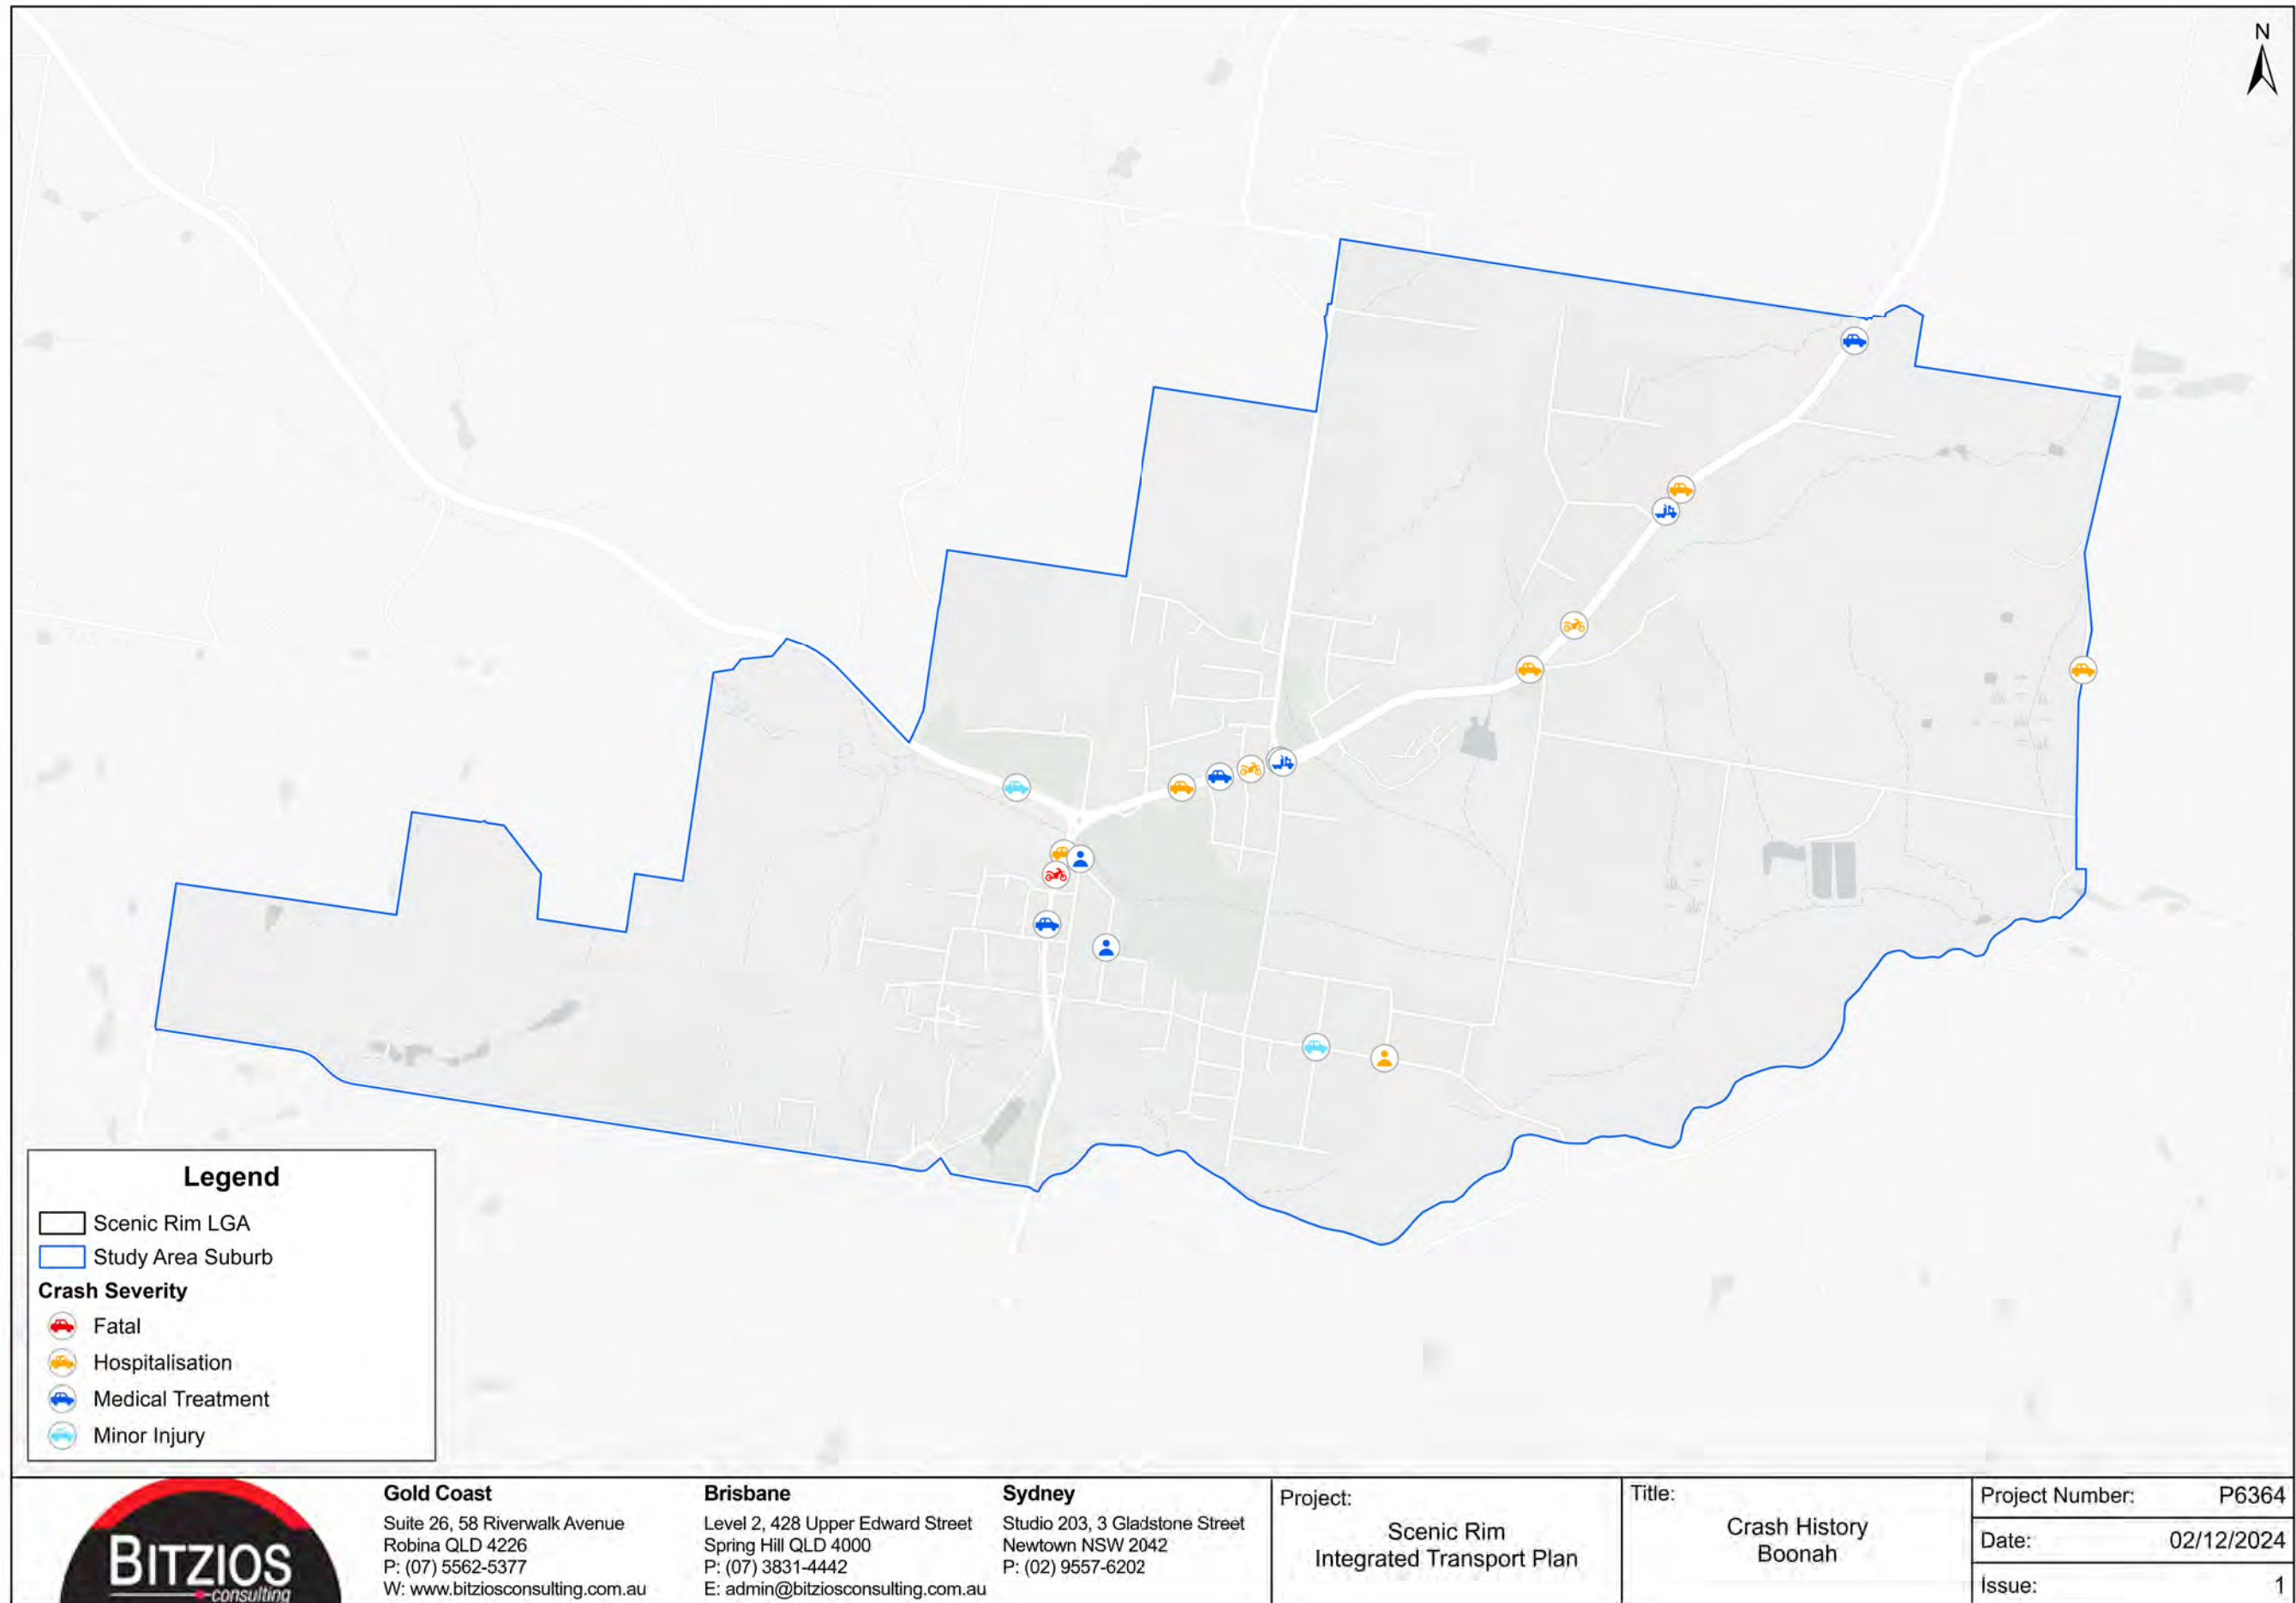 N
Legend
Scenic Rim LGA
Study Area Suburb
Crash Severity
Fatal
Hospitalisation
Medical Treatment
Minor Injury
BITZIOS
consulting
Gold Coast
Suite 26, 58 Riverwalk Avenue
Robina QLD 4226
P: (07) 5562-5377
W: www.bitziosconsulting.com.au
Brisbane
Level 2, 428 Upper Edward Street
Spring Hill QLD 4000
P: (07) 3831-4442
E: admin@bitziosconsulting.com.au
Sydney
Studio 203, 3 Gladstone Street
Newtown NSW 2042
P: (02) 9557-6202
Project:
Scenic Rim
Integrated Transport Plan
Title:
Crash History
Boonah
Project Number: P6364
Date: 02/12/2024
Issue: 1